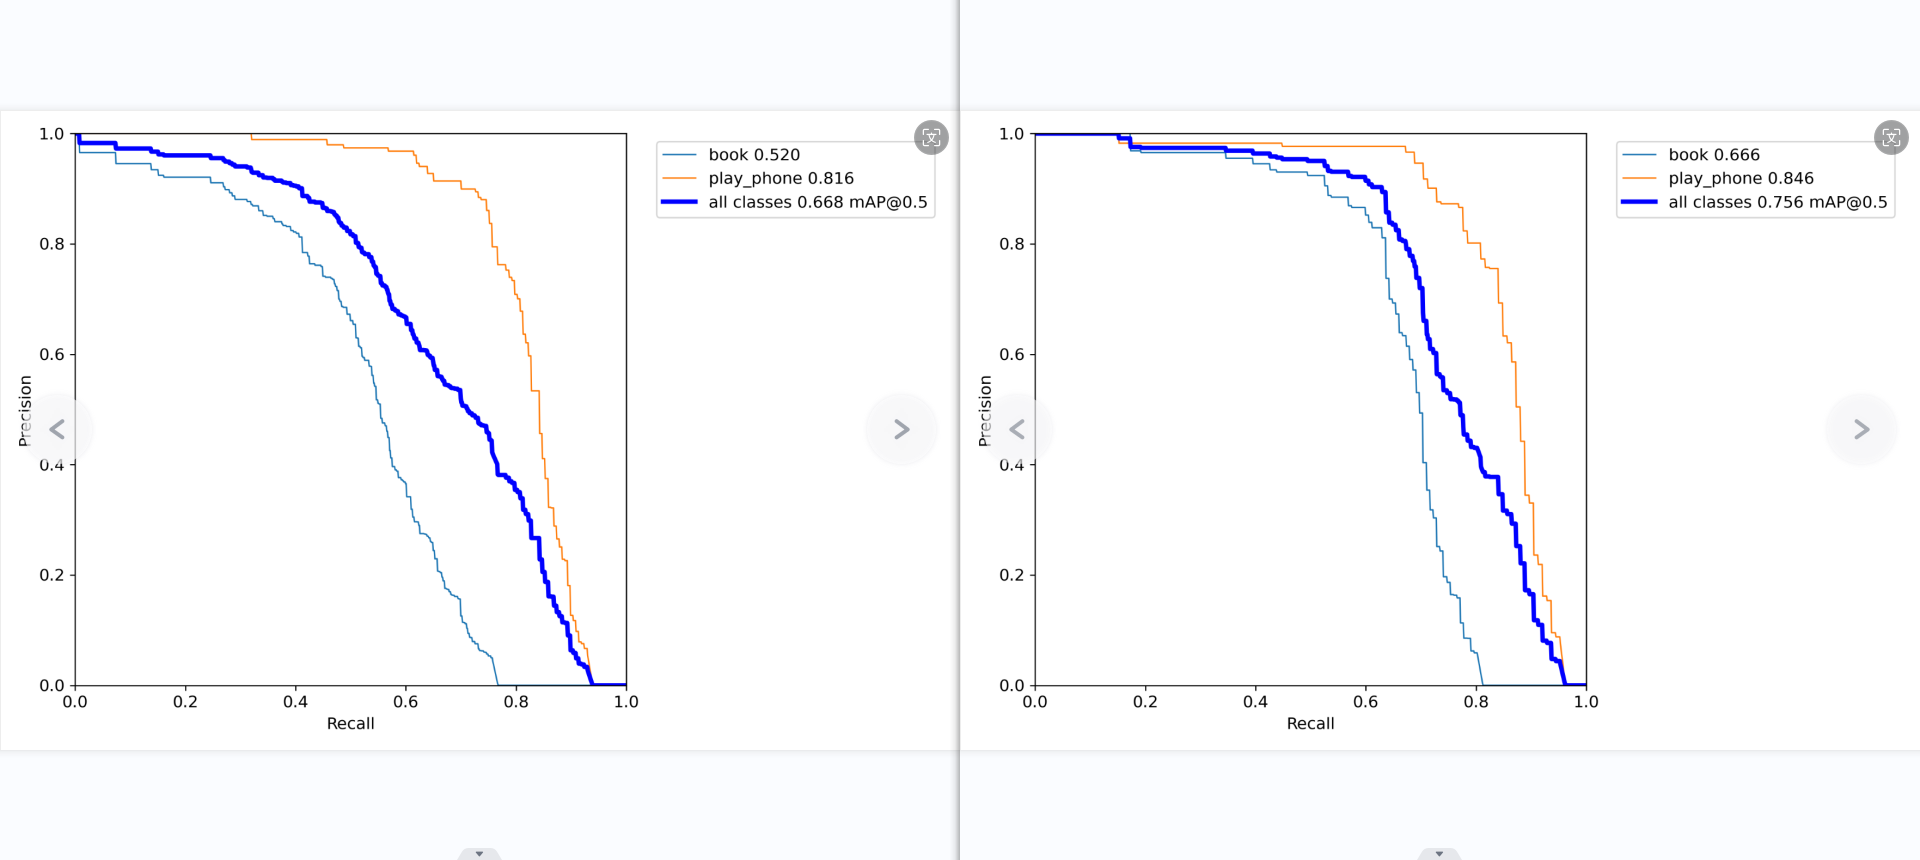 1.0
0.8
0.6
0.4
0.2
0.0
Precision
0.0 0.2 0.4 0.6 0.8 1.0
Recall
book 0.520
play_phone 0.816
all classes 0.668 mAP@0.5
1.0
0.8
0.6
0.4
0.2
0.0
Precision
0.0 0.2 0.4 0.6 0.8 1.0
Recall
book 0.666
play_phone 0.846
all classes 0.756 mAP@0.5